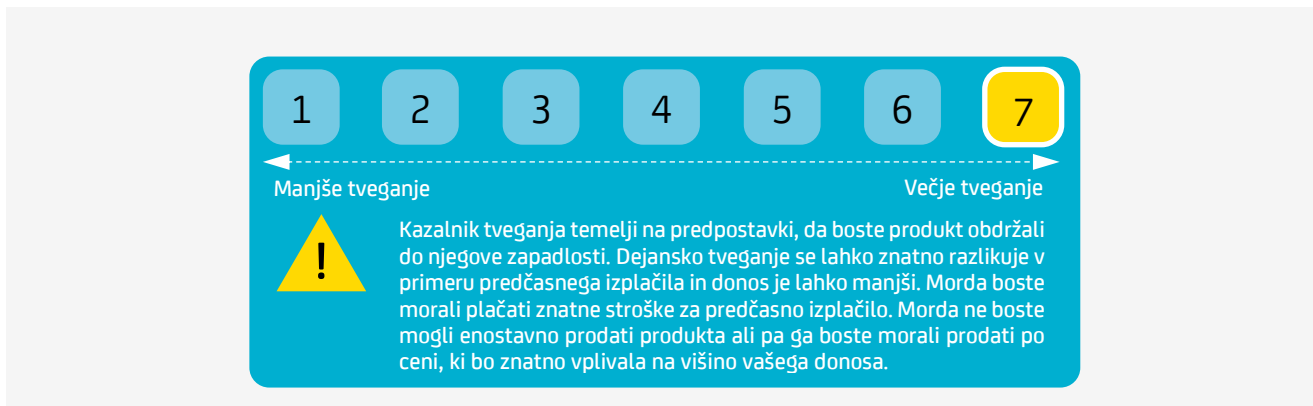 1 2 3 4 5 6 7
Manjše tveganje Večje tveganje
!
Kazalnik tveganja temelji na predpostavki, da boste produkt obdržali
do njegove zapadlosti. Dejansko tveganje se lahko znatno razlikuje v
primeru predčasnega izplačila in donos je lahko manjši. Morda boste
morali plačati znatne stroške za predčasno izplačilo. Morda ne boste
mogli enostavno prodati produkta ali pa ga boste morali prodati po
ceni, ki bo znatno vplivala na višino vašega donosa.